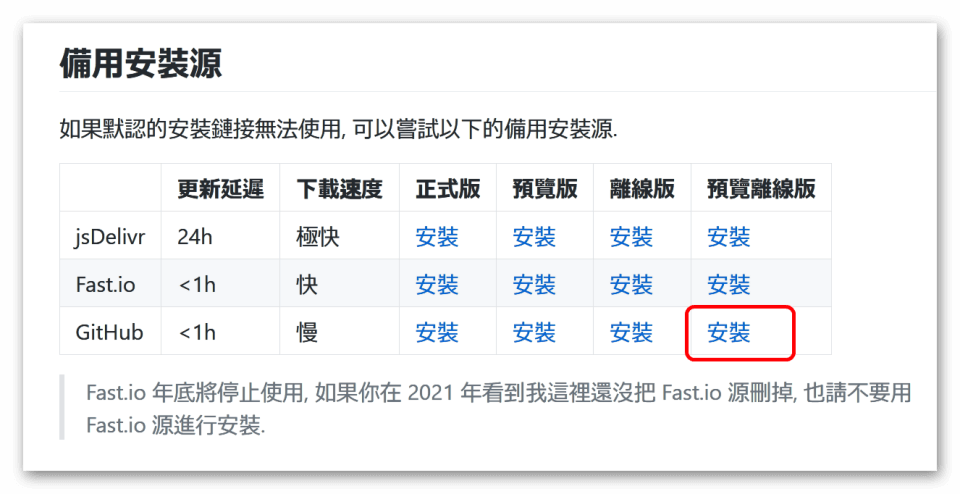 備用安裝源
如果默認的安裝鏈接無法使用, 可以嘗試以下的備用安裝源.
更新延遲 下載速度 正式版 預覽版 離線版 預覽離線版
jsDelivr 24h 極快 安裝 安裝 安裝 安裝
Fast.io <1h 快 安裝 安裝 安裝 安裝
GitHub <1h 慢 安裝 安裝 安裝 安裝
Fast.io 年底將停止使用, 如果你在 2021 年看到我這裡還沒把 Fast.io 源刪掉, 也請不要用
Fast.io 源進行安裝.